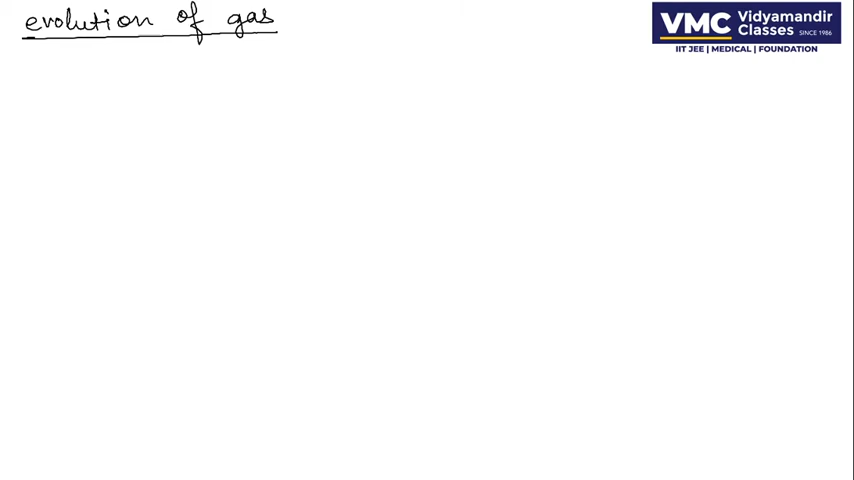 evolution of gas
VMC Vidyamandir Classes SINCE 1986
IIT JEE | MEDICAL | FOUNDATION